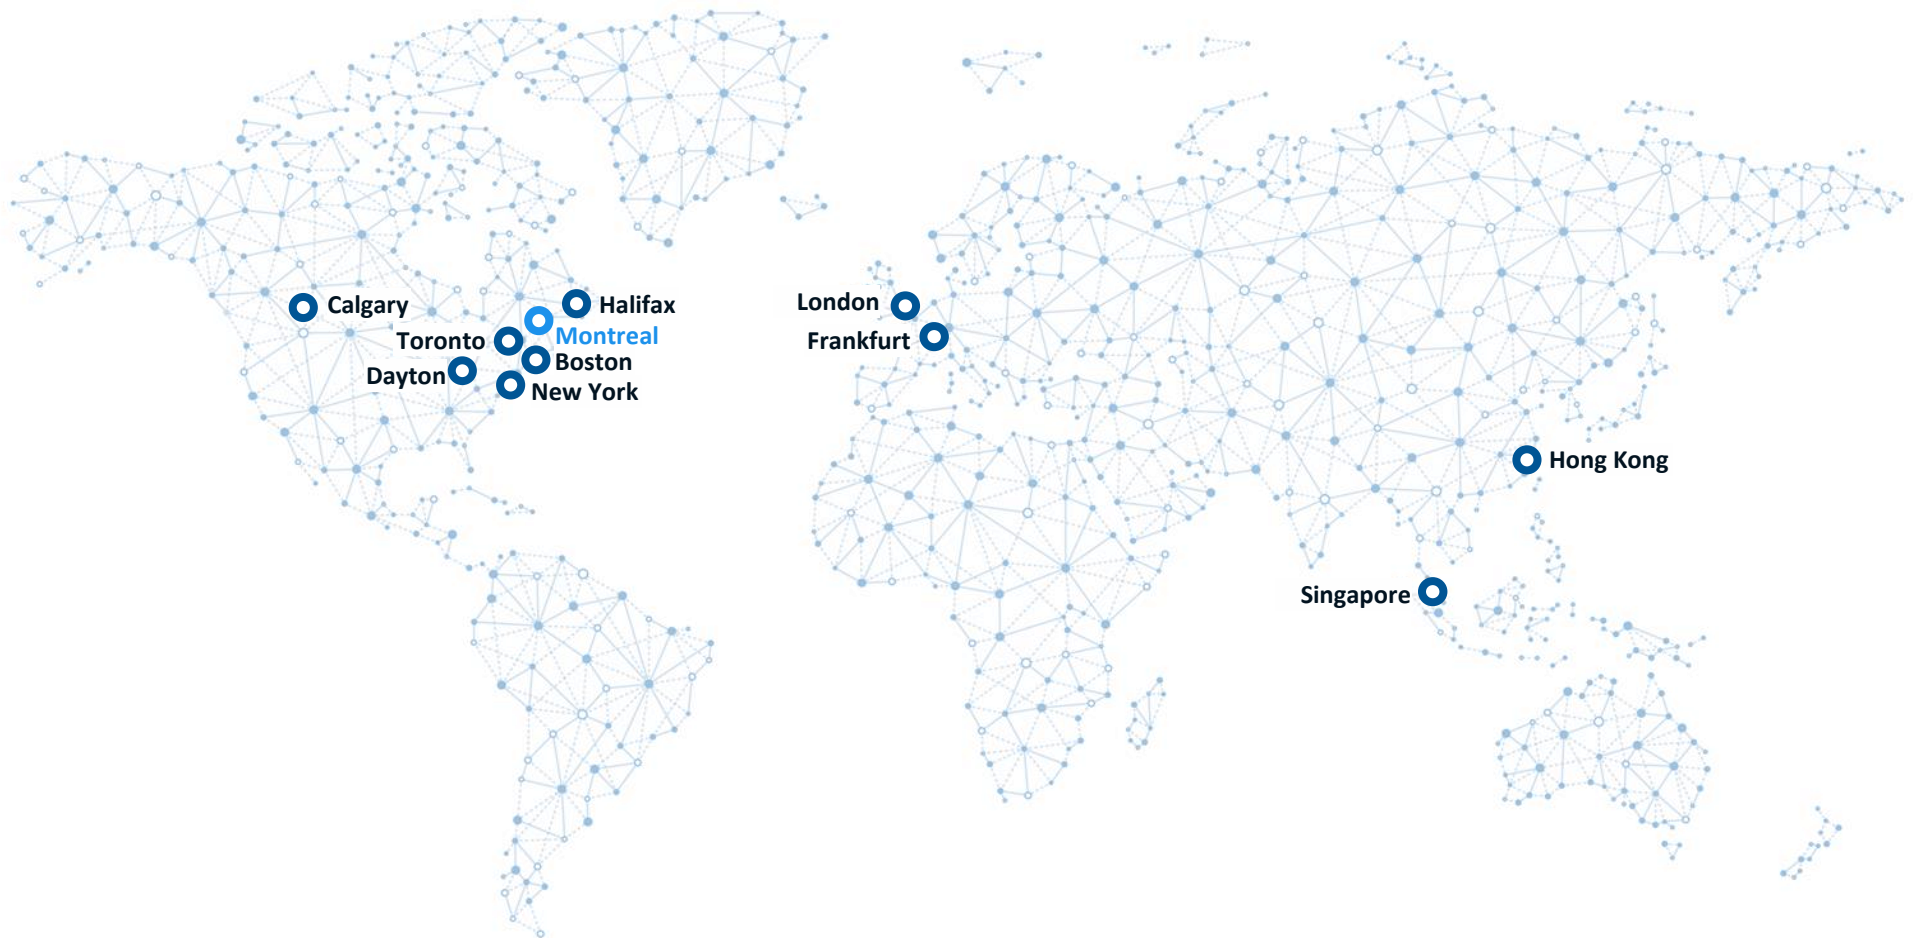 Calgary
Halifax
Montreal
Toronto
Boston
Dayton
New York
London
Frankfurt
Hong Kong
Singapore